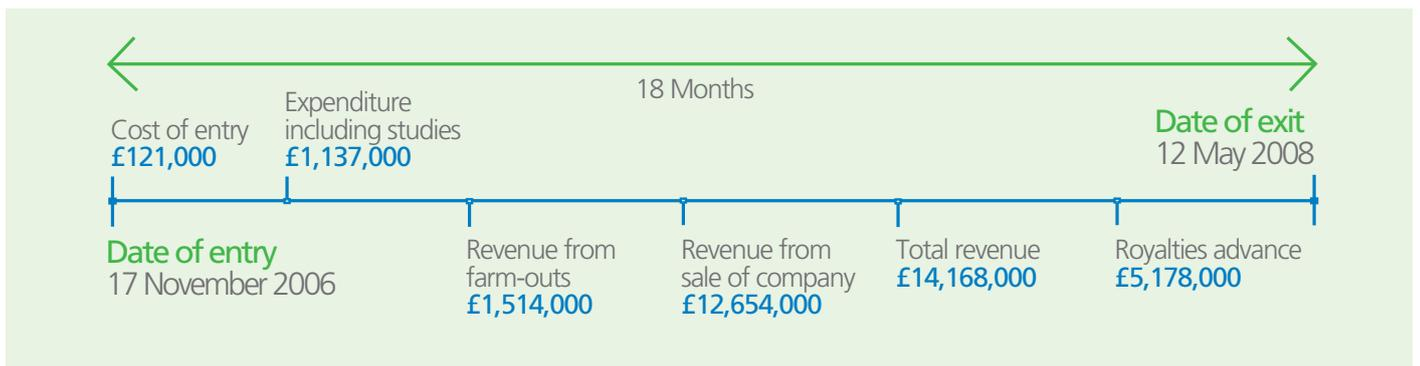 18 Months
Cost of entry
£121,000
Expenditure
including studies
£1,137,000
Date of exit
12 May 2008
Date of entry
17 November 2006
Revenue from
farm-outs
£1,514,000
Revenue from
sale of company
£12,654,000
Total revenue
£14,168,000
Royalties advance
£5,178,000